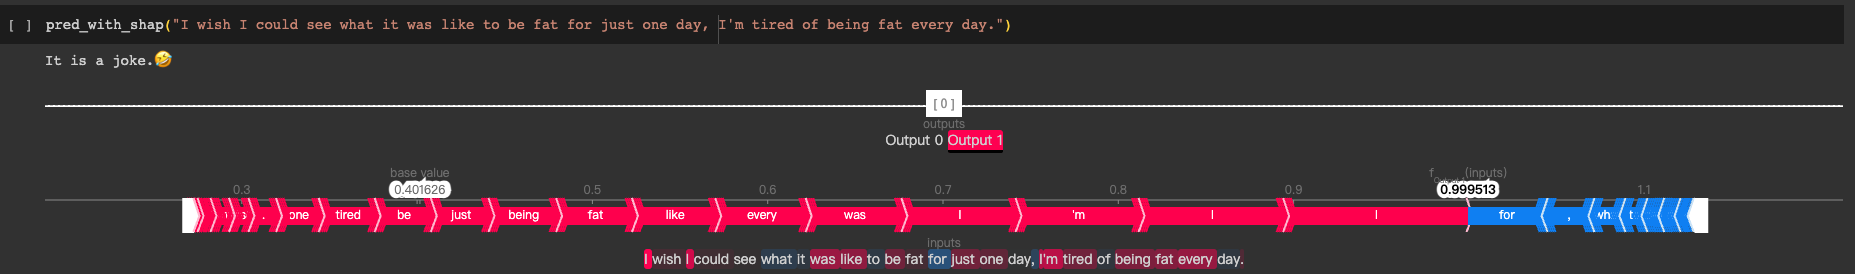 [ ] pred_with_shap("I wish I could see what it was like to be fat for just one day, I'm tired of being fat every day.")
It is a joke.🤣
[0]
outputs
Output 0 Output 1
base value (inputs)
0.3 0.401626 0.5 0.6 0.7 0.8 0.9 0.999513 1.1
. one tired be just being fat like every was I 'm I I for , wh t
inputs
I wish I could see what it was like to be fat for just one day, I'm tired of being fat every day.